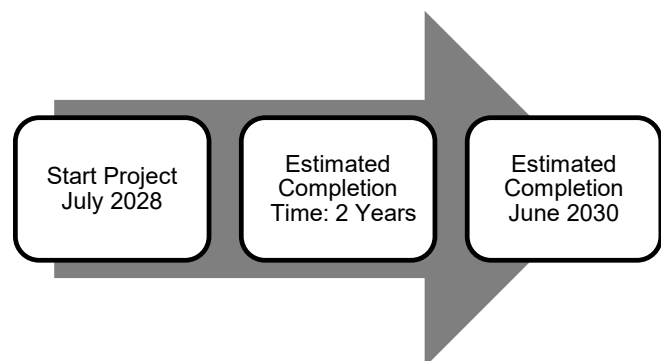 Start Project
July 2028
Estimated
Completion
Time: 2 Years
Estimated
Completion
June 2030